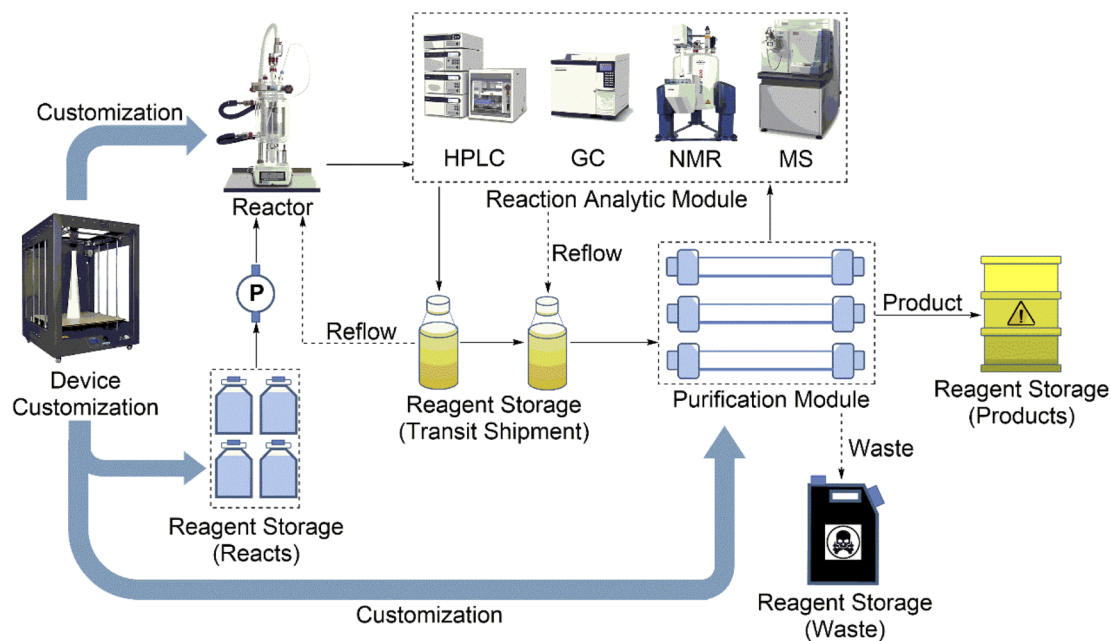 Customization
HPLC
GC
NMR
MS
Reactor
Reaction Analytic Module
Reflow
P
Reflow
Product
Device
Customization
Reagent Storage
(Transit Shipment)
Purification Module
Reagent Storage
(Products)
Waste
Reagent Storage
(Reacts)
Customization
Reagent Storage
(Waste)